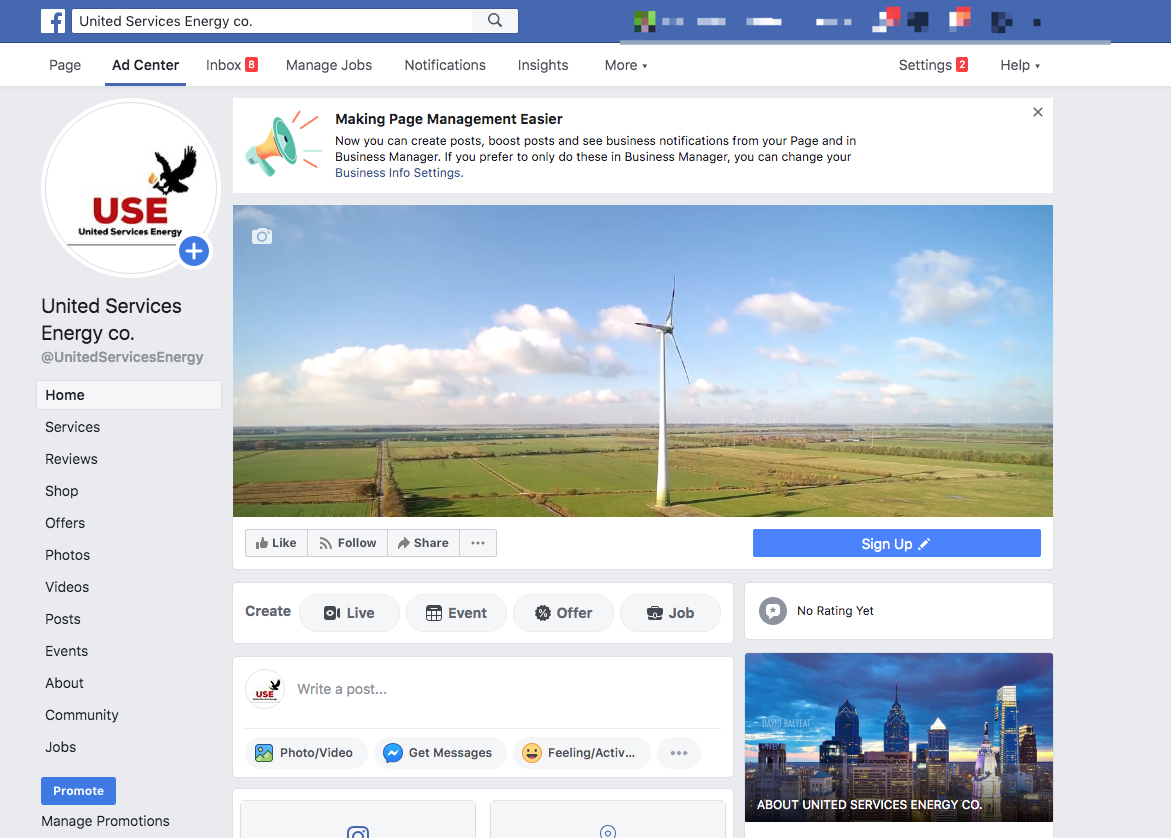 United Services Energy co.
Page
Ad Center
Inbox 8
Manage Jobs
Notifications
Insights
More
Settings 2
Help
USE
United Services Energy
Making Page Management Easier
Now you can create posts, boost posts and see business notifications from your Page and in
Business Manager. If you prefer to only do these in Business Manager, you can change your
Business Info Settings.
United Services
Energy co.
@UnitedServicesEnergy
Home
Services
Reviews
Shop
Offers
Photos
Videos
Posts
Events
About
Community
Jobs
Promote
Manage Promotions
Like
Follow
Share
Sign Up
Create
Live
Event
Offer
Job
No Rating Yet
USE
United Services Energy
Write a post...
Photo/Video
Get Messages
Feeling/Activ...
DAVID BALYEAT
ABOUT UNITED SERVICES ENERGY CO.